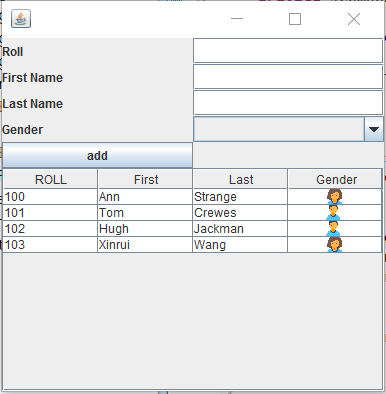 Roll
First Name
Last Name
Gender
add
ROLL First Last Gender
100 Ann Strange
101 Tom Crewes
102 Hugh Jackman
103 Xinrui Wang